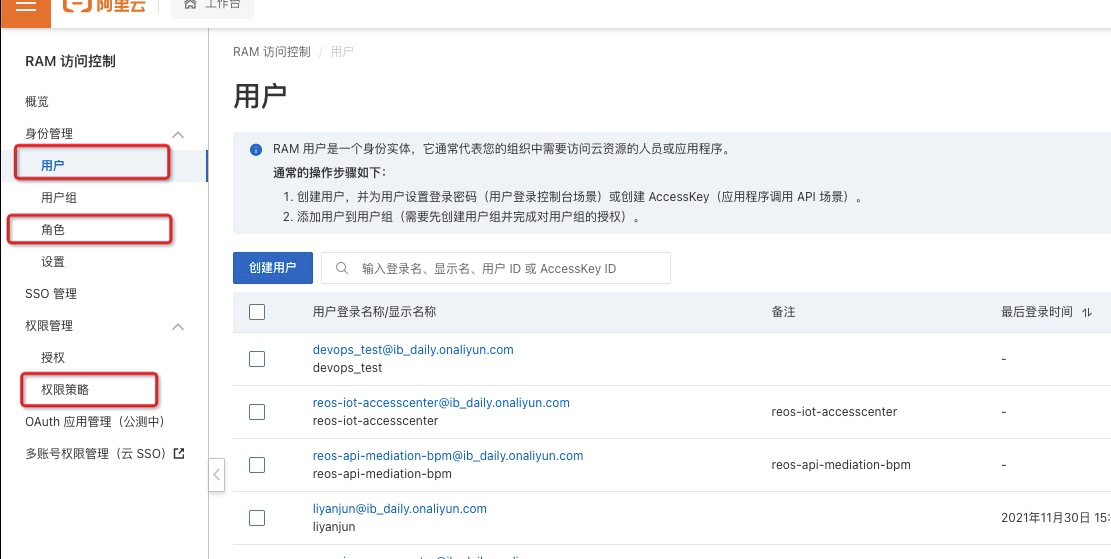 阿里云
工作台
RAM 访问控制
概览
身份管理
用户
用户组
角色
设置
SSO 管理
权限管理
授权
权限策略
OAuth 应用管理（公测中）
多账号权限管理（云 SSO）
RAM 访问控制 / 用户
用户
RAM 用户是一个身份实体，它通常代表您的组织中需要访问云资源的人员或应用程序。
通常的操作步骤如下：
1. 创建用户，并为用户设置登录密码（用户登录控制台场景）或创建 AccessKey（应用程序调用 API 场景）。
2. 添加用户到用户组（需要先创建用户组并完成对用户组的授权）。
创建用户
输入登录名、显示名、用户 ID 或 AccessKey ID
用户登录名称/显示名称 备注 最后登录时间
devops_test@ib_daily.onaliyun.com
devops_test
-
reos-iot-accesscenter@ib_daily.onaliyun.com
reos-iot-accesscenter
reos-iot-accesscenter -
reos-api-mediation-bpm@ib_daily.onaliyun.com
reos-api-mediation-bpm
reos-api-mediation-bpm -
liyanjun@ib_daily.onaliyun.com
liyanjun
2021年11月30日 15: